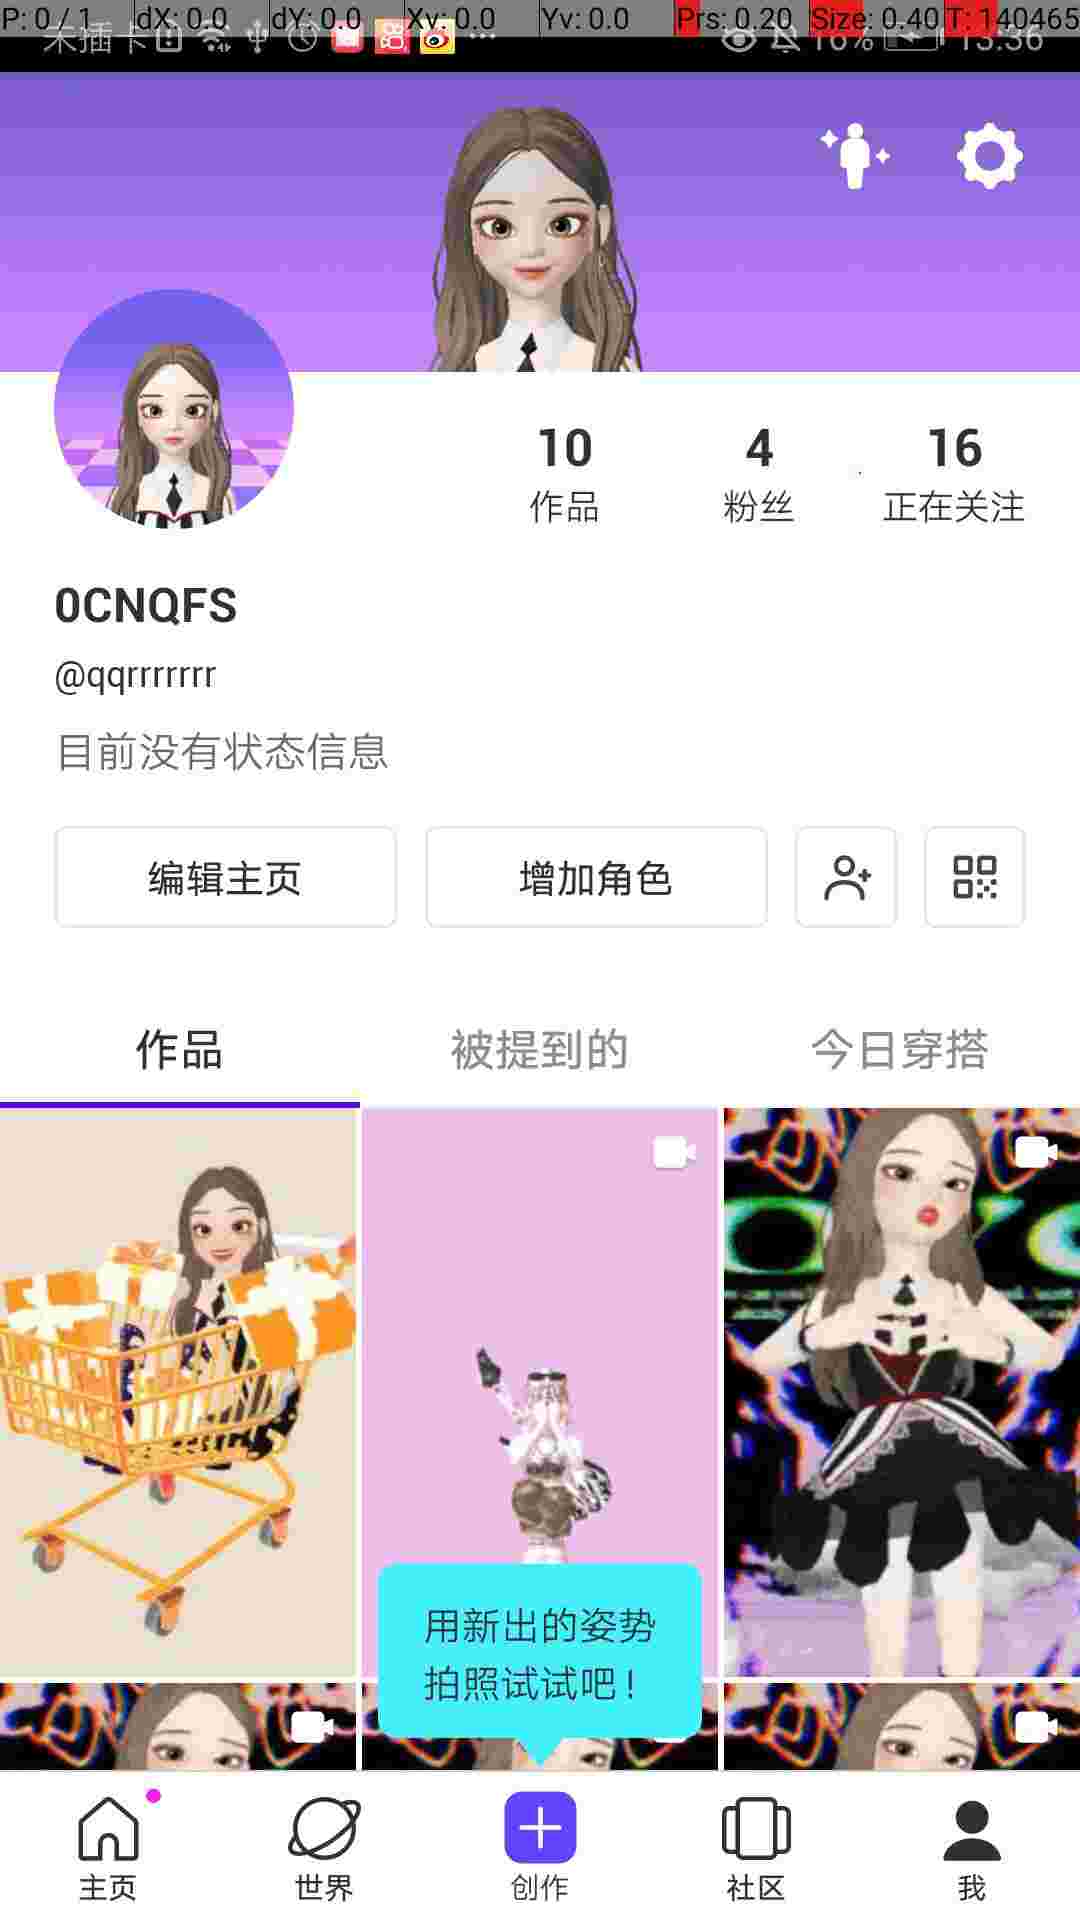 P: 0 / 1 dX: 0.0 dY: 0.0 Xv: 0.0 Yv: 0.0 Prs: 0.20 Size: 0.40 T: 140465
未插卡 16% 13:36
10 4 16
作品 粉丝 正在关注
0CNQFS
@qqrrrrrrr
目前没有状态信息
编辑主页 增加角色
作品 被提到的 今日穿搭
用新出的姿势
拍照试试吧！
主页 世界 创作 社区 我